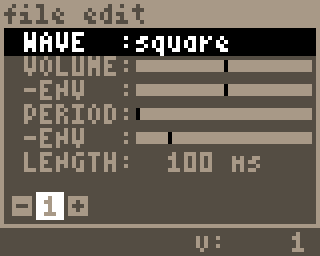 file edit
WAVE :square
VOLUME:
-ENV :
PERIOD:
-ENV :
LENGTH: 100 ms
- 1 +
v: 1